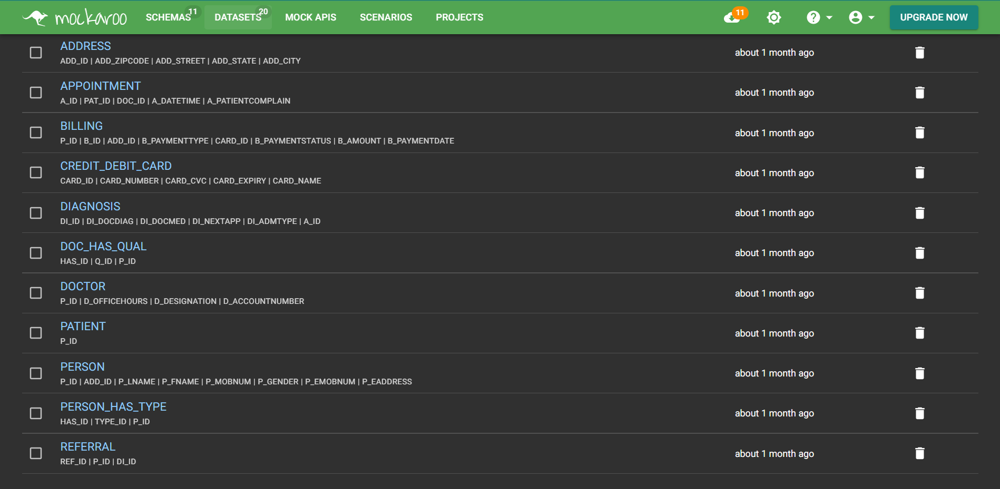 mockaroo SCHEMAS 11 DATASETS 20 MOCK APIS SCENARIOS PROJECTS 11 ? UPGRADE NOW
ADDRESS
ADD_ID | ADD_ZIPCODE | ADD_STREET | ADD_STATE | ADD_CITY
about 1 month ago
APPOINTMENT
A_ID | PAT_ID | DOC_ID | A_DATETIME | A_PATIENTCOMPLAIN
about 1 month ago
BILLING
P_ID | B_ID | ADD_ID | B_PAYMENTTYPE | CARD_ID | B_PAYMENTSTATUS | B_AMOUNT | B_PAYMENTDATE
about 1 month ago
CREDIT_DEBIT_CARD
CARD_ID | CARD_NUMBER | CARD_CVC | CARD_EXPIRY | CARD_NAME
about 1 month ago
DIAGNOSIS
DI_ID | DI_DOCDIAG | DI_DOCMED | DI_NEXTAPP | DI_ADMTYPE | A_ID
about 1 month ago
DOC_HAS_QUAL
HAS_ID | Q_ID | P_ID
about 1 month ago
DOCTOR
P_ID | D_OFFICEHOURS | D_DESIGNATION | D_ACCOUNTNUMBER
about 1 month ago
PATIENT
P_ID
about 1 month ago
PERSON
P_ID | ADD_ID | P_LNAME | P_FNAME | P_MOBNUM | P_GENDER | P_EMOBNUM | P_EADDRESS
about 1 month ago
PERSON_HAS_TYPE
HAS_ID | TYPE_ID | P_ID
about 1 month ago
REFERRAL
REF_ID | P_ID | DI_ID
about 1 month ago